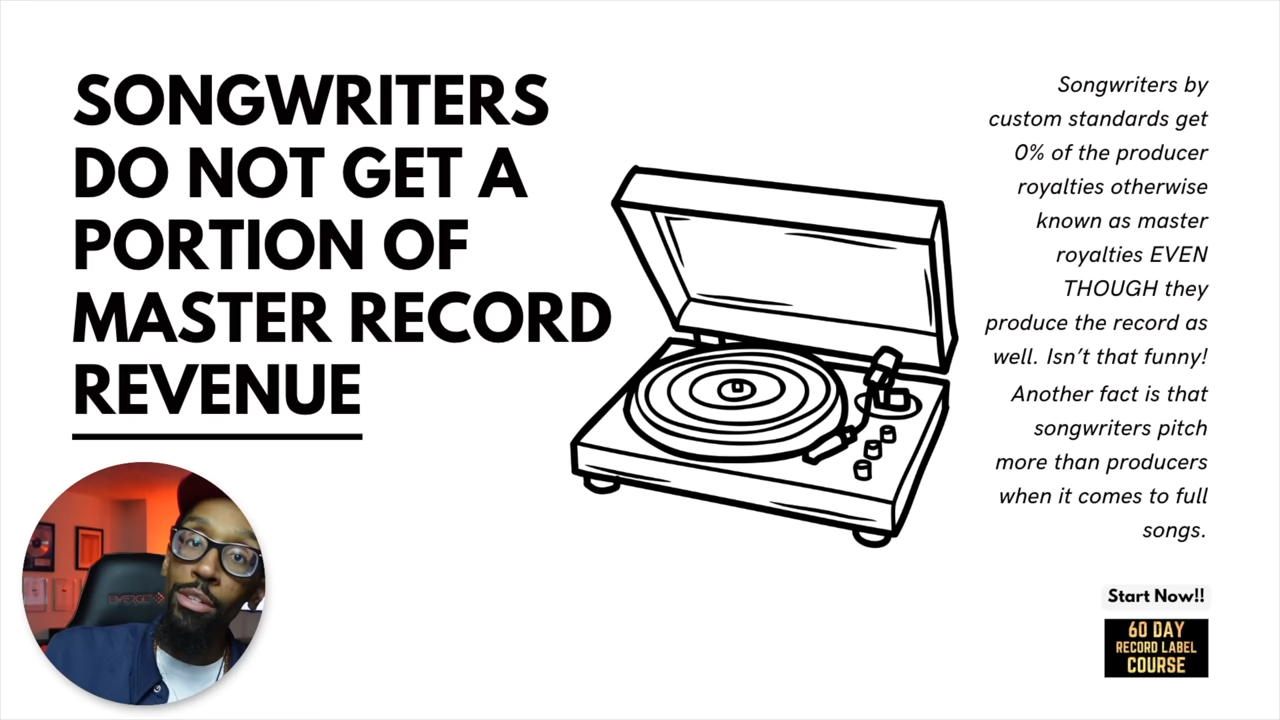 SONGWRITERS
DO NOT GET A
PORTION OF
MASTER RECORD
REVENUE
Songwriters by
custom standards get
0% of the producer
royalties otherwise
known as master
royalties EVEN
THOUGH they
produce the record as
well. Isn't that funny!
Another fact is that
songwriters pitch
more than producers
when it comes to full
songs.
Start Now!!
60 DAY
RECORD LABEL
COURSE